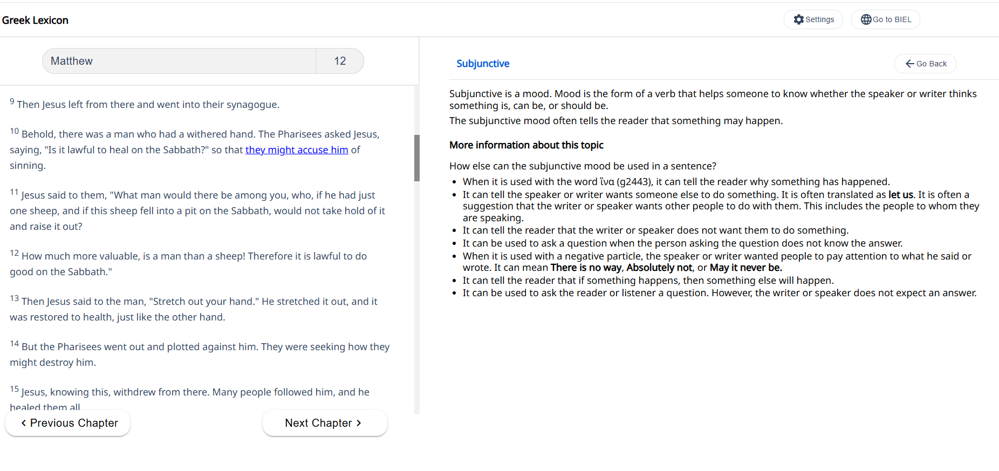 Greek Lexicon
Settings
Go to BIEL
Matthew
12
9 Then Jesus left from there and went into their synagogue.
10 Behold, there was a man who had a withered hand. The Pharisees asked Jesus,
saying, "Is it lawful to heal on the Sabbath?" so that they might accuse him of
sinning.
11 Jesus said to them, "What man would there be among you, who, if he had just
one sheep, and if this sheep fell into a pit on the Sabbath, would not take hold of it
and raise it out?
12 How much more valuable, is a man than a sheep! Therefore it is lawful to do
good on the Sabbath."
13 Then Jesus said to the man, "Stretch out your hand." He stretched it out, and it
was restored to health, just like the other hand.
14 But the Pharisees went out and plotted against him. They were seeking how they
might destroy him.
15 Jesus, knowing this, withdrew from there. Many people followed him, and he
healed them all
Previous Chapter
Next Chapter
Subjunctive
Go Back
Subjunctive is a mood. Mood is the form of a verb that helps someone to know whether the speaker or writer thinks
something is, can be, or should be.
The subjunctive mood often tells the reader that something may happen.
More information about this topic
How else can the subjunctive mood be used in a sentence?
• When it is used with the word ἵνα (g2443), it can tell the reader why something has happened.
• It can tell the speaker or writer wants someone else to do something. It is often translated as let us. It is often a
suggestion that the writer or speaker wants other people to do with them. This includes the people to whom they
are speaking.
• It can tell the reader that the writer or speaker does not want them to do something.
• It can be used to ask a question when the person asking the question does not know the answer.
• When it is used with a negative particle, the speaker or writer wanted people to pay attention to what he said or
wrote. It can mean There is no way, Absolutely not, or May it never be.
• It can tell the reader that if something happens, then something else will happen.
• It can be used to ask the reader or listener a question. However, the writer or speaker does not expect an answer.